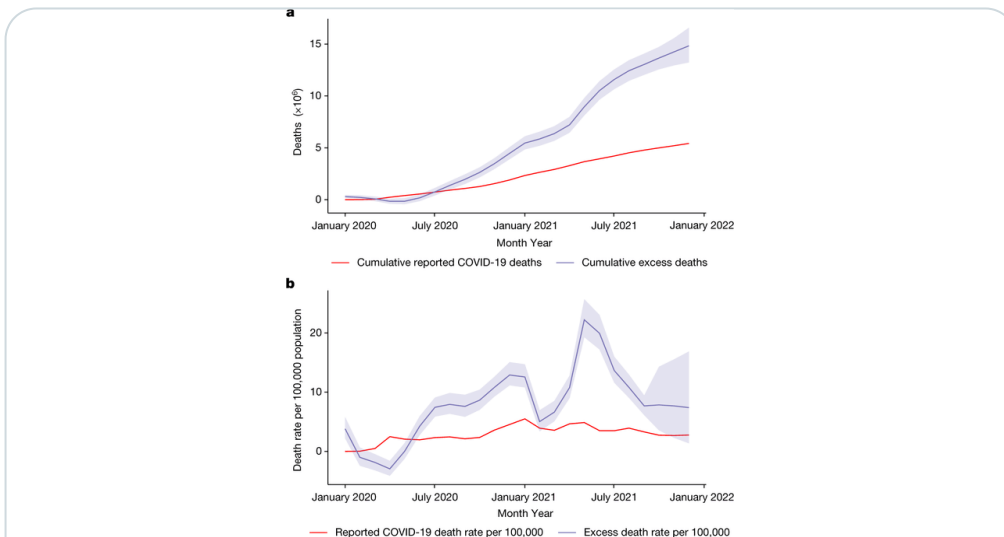 a
15
10
5
0
Deaths (×10⁶)
January 2020 July 2020 January 2021 July 2021 January 2022
Month Year
Cumulative reported COVID-19 deaths Cumulative excess deaths
b
20
10
0
Death rate per 100,000 population
January 2020 July 2020 January 2021 July 2021 January 2022
Month Year
Reported COVID-19 death rate per 100,000 Excess death rate per 100,000